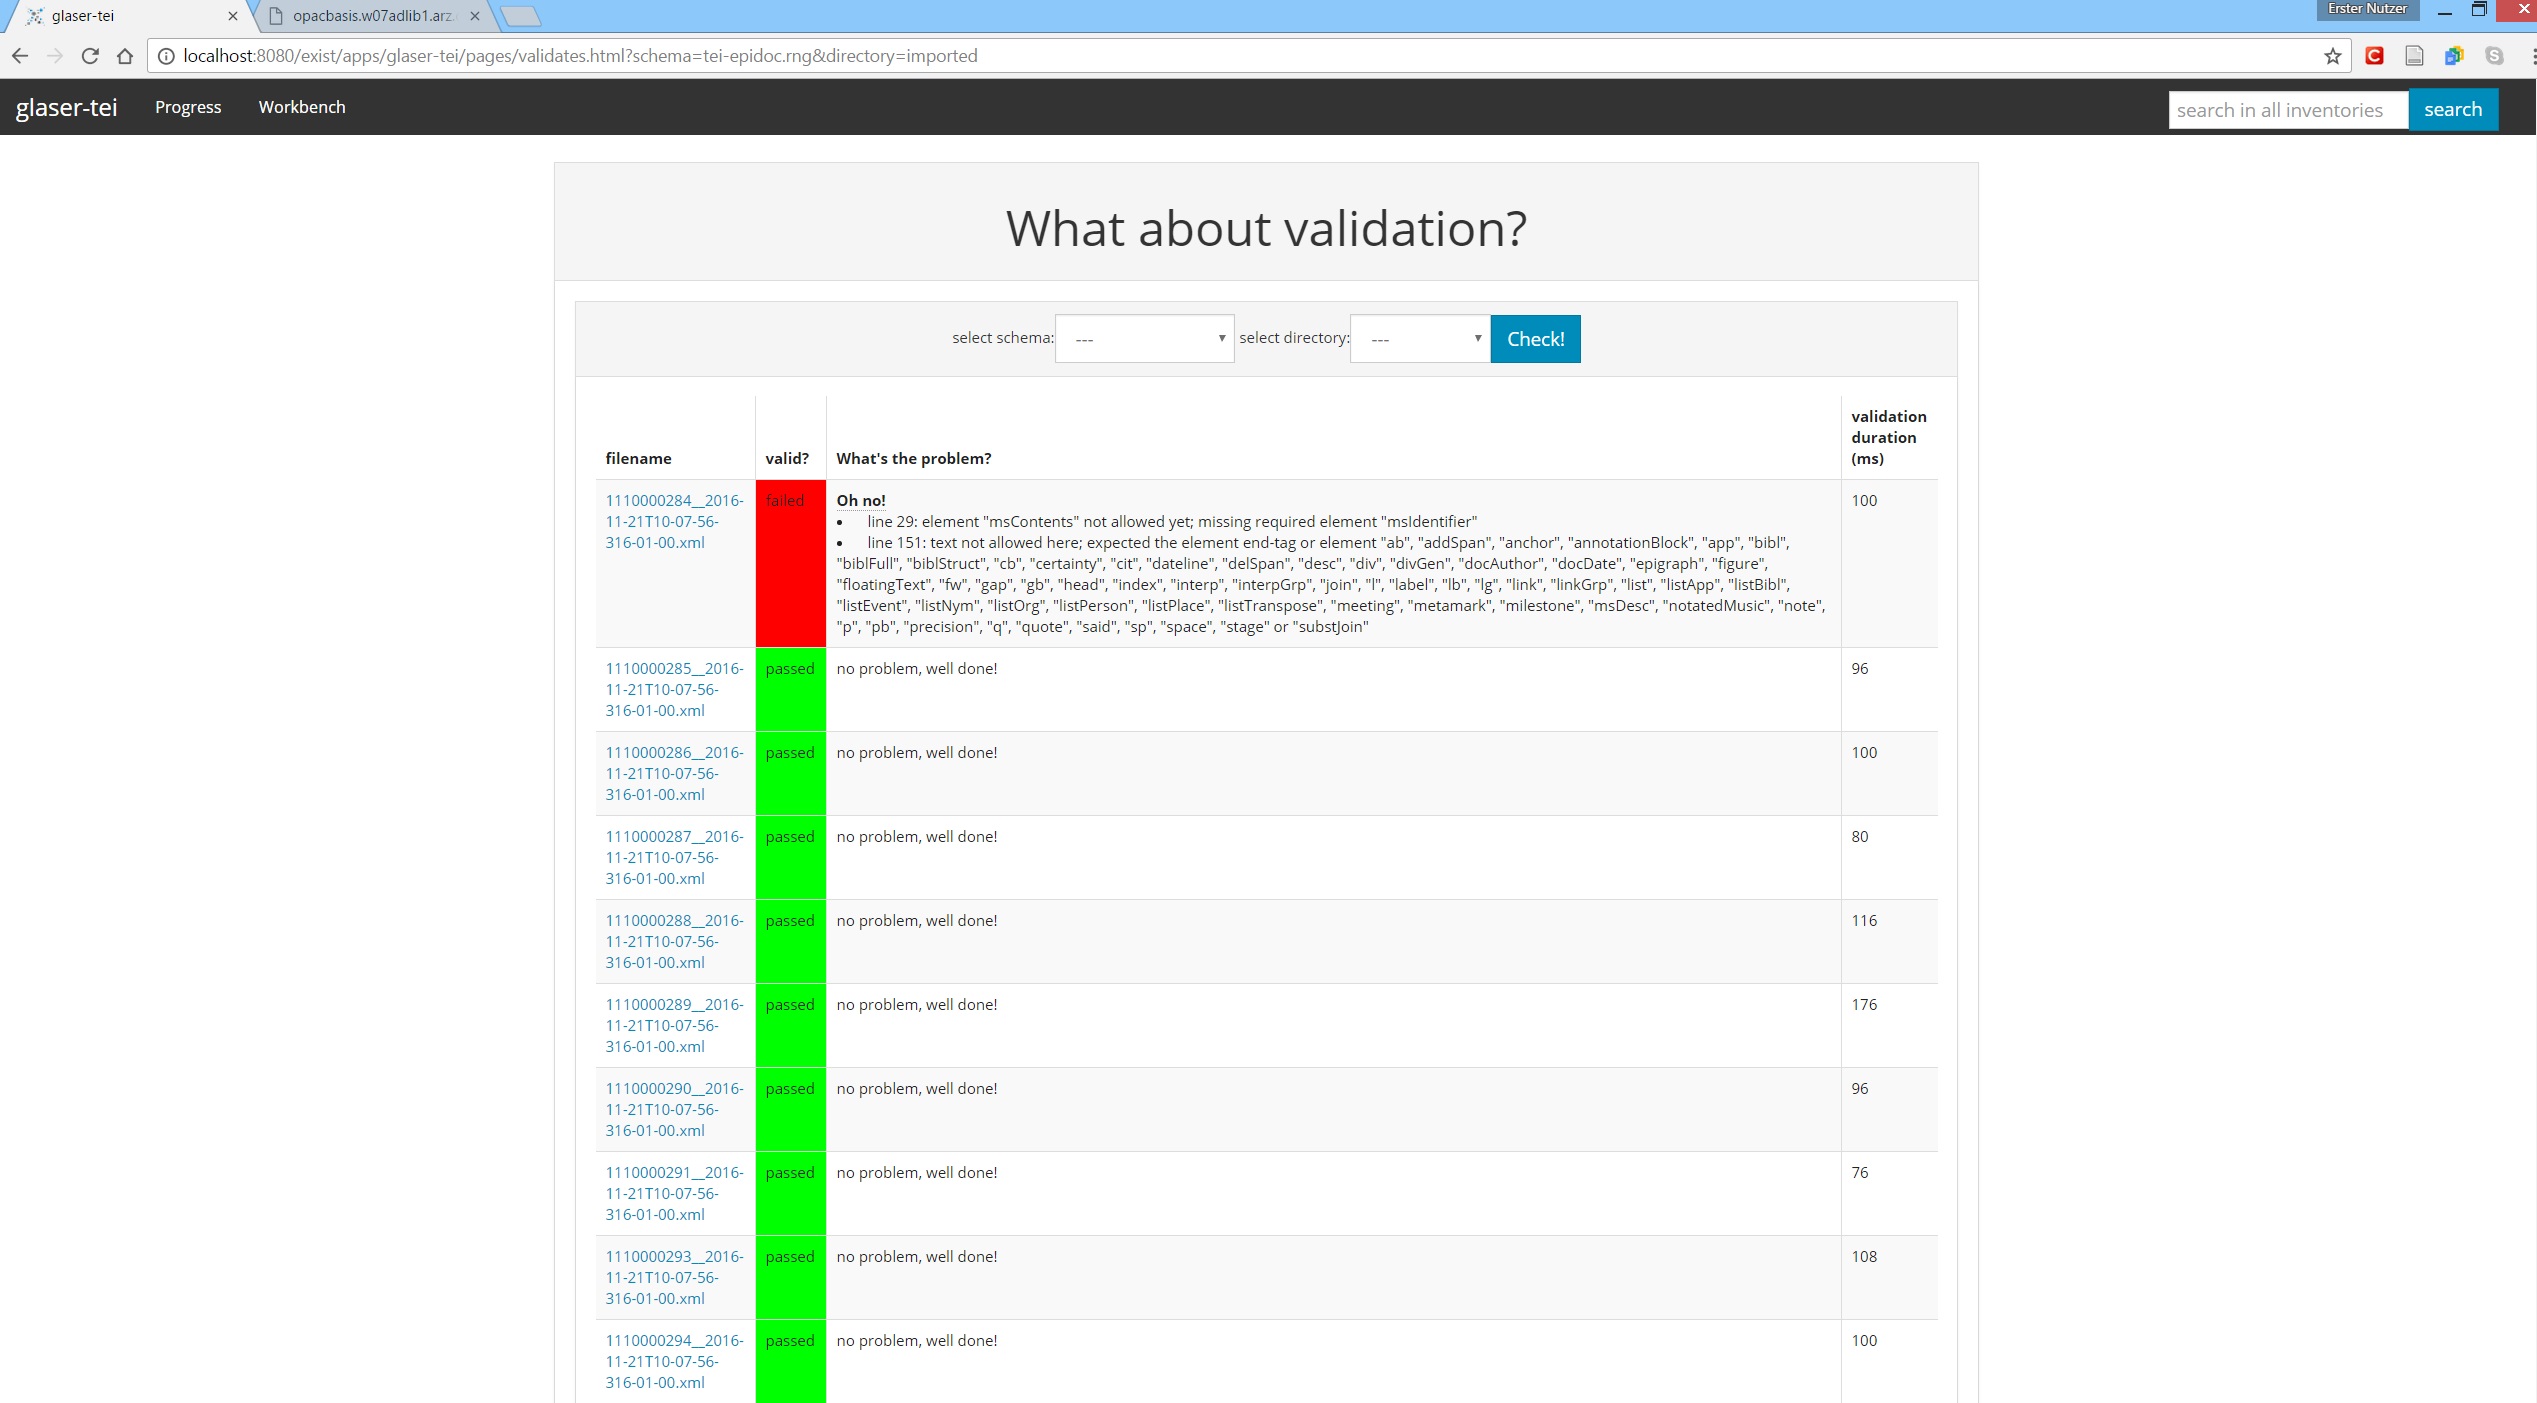 glaser-tei
opacbasis.w07adlib1.arz.
Erster Nutzer
localhost:8080/exist/apps/glaser-tei/pages/validates.html?schema=tei-epidoc.rng&directory=imported
glaser-tei Progress Workbench search in all inventories search
What about validation?
select schema: --- select directory: --- Check!
filename valid? What's the problem? validation
duration
(ms)
1110000284__2016-
11-21T10-07-56-
316-01-00.xml
failed
Oh no!
• line 29: element "msContents" not allowed yet; missing required element "msIdentifier"
• line 151: text not allowed here; expected the element end-tag or element "ab", "addSpan", "anchor", "annotationBlock", "app", "bibl",
"biblFull", "biblStruct", "cb", "certainty", "cit", "dateline", "delSpan", "desc", "div", "divGen", "docAuthor", "docDate", "epigraph", "figure",
"floatingText", "fw", "gap", "gb", "head", "index", "interp", "interpGrp", "join", "l", "label", "lb", "lg", "link", "linkGrp", "list", "listApp", "listBibl",
"listEvent", "listNym", "listOrg", "listPerson", "listPlace", "listTranspose", "meeting", "metamark", "milestone", "msDesc", "notatedMusic", "note",
"p", "pb", "precision", "q", "quote", "said", "sp", "space", "stage" or "substJoin"
100
1110000285__2016-
11-21T10-07-56-
316-01-00.xml
passed
no problem, well done!
96
1110000286__2016-
11-21T10-07-56-
316-01-00.xml
passed
no problem, well done!
100
1110000287__2016-
11-21T10-07-56-
316-01-00.xml
passed
no problem, well done!
80
1110000288__2016-
11-21T10-07-56-
316-01-00.xml
passed
no problem, well done!
116
1110000289__2016-
11-21T10-07-56-
316-01-00.xml
passed
no problem, well done!
176
1110000290__2016-
11-21T10-07-56-
316-01-00.xml
passed
no problem, well done!
96
1110000291__2016-
11-21T10-07-56-
316-01-00.xml
passed
no problem, well done!
76
1110000293__2016-
11-21T10-07-56-
316-01-00.xml
passed
no problem, well done!
108
1110000294__2016-
11-21T10-07-56-
316-01-00.xml
passed
no problem, well done!
100